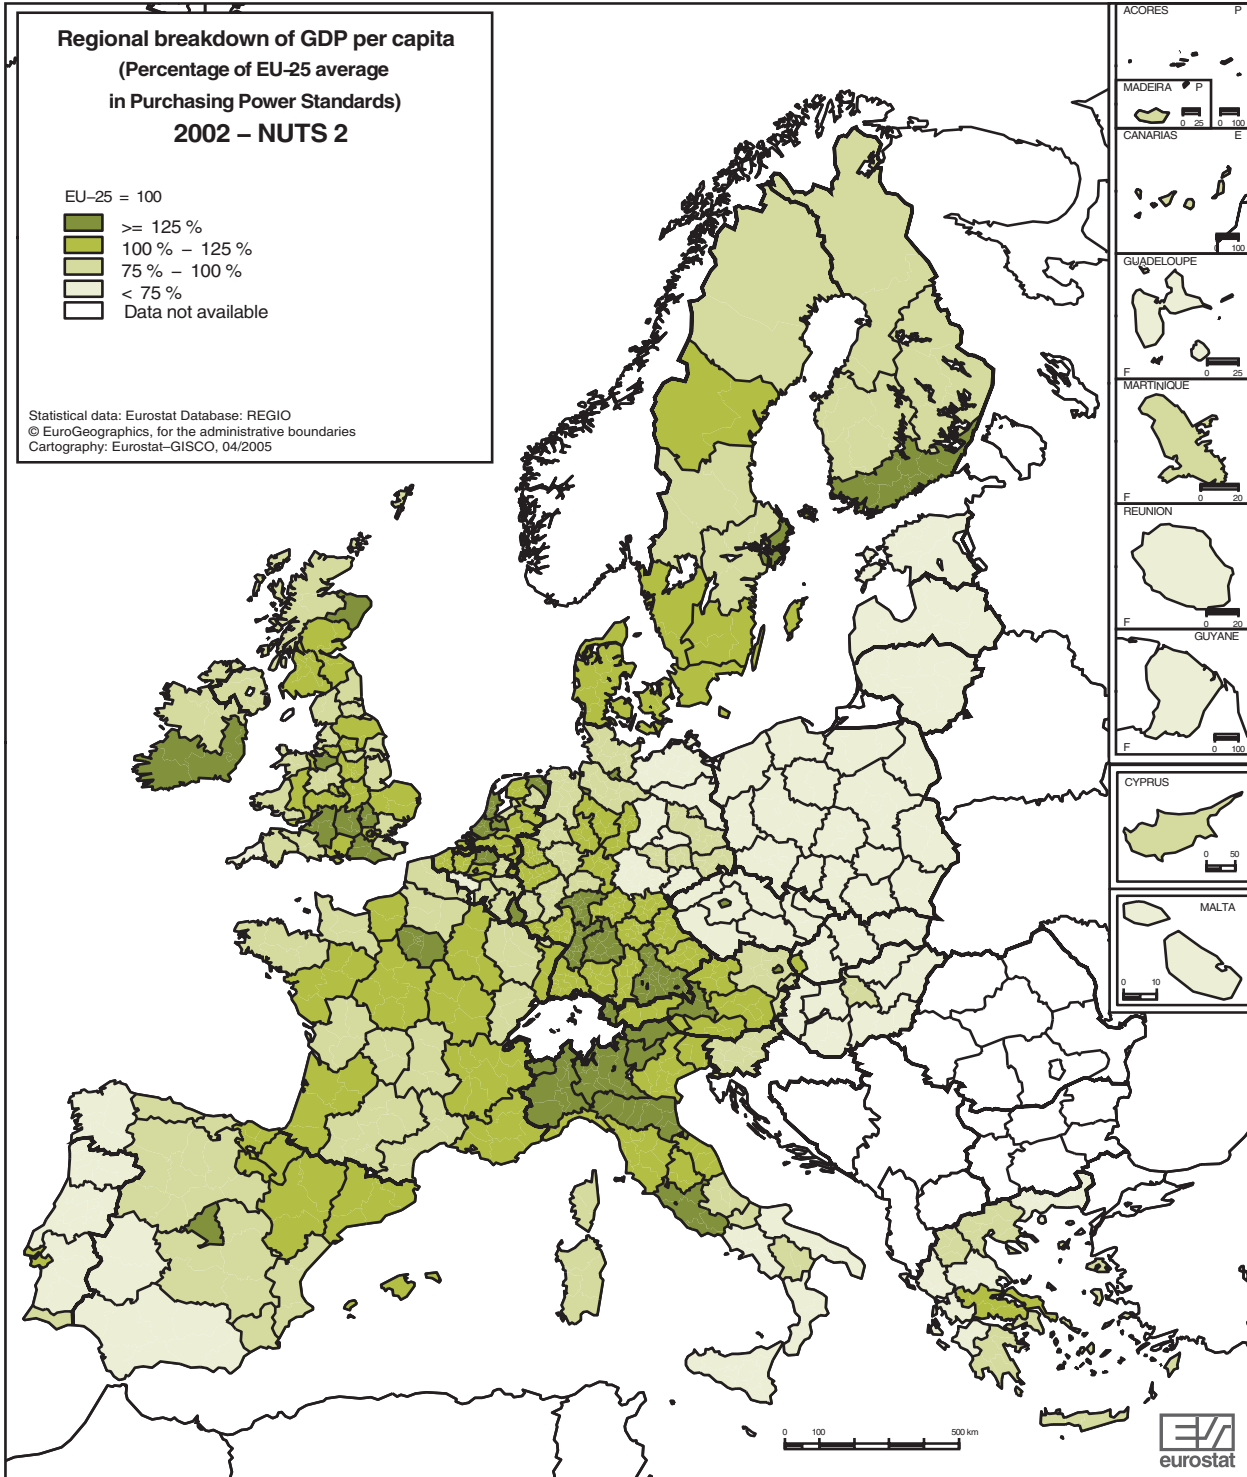 Regional breakdown of GDP per capita
(Percentage of EU-25 average
in Purchasing Power Standards)
2002 – NUTS 2
EU–25 = 100
>= 125 %
100 % – 125 %
75 % – 100 %
< 75 %
Data not available
Statistical data: Eurostat Database: REGIO
© EuroGeographics, for the administrative boundaries
Cartography: Eurostat–GISCO, 04/2005
ACORES P
MADEIRA P
0 25 0 100
CANARIAS E
0 100
GUADELOUPE
F 0 25
MARTINIQUE
F 0 20
REUNION
F 0 20
GUYANE
F 0 100
CYPRUS
0 50
MALTA
0 10
0 100 500 km
eurostat